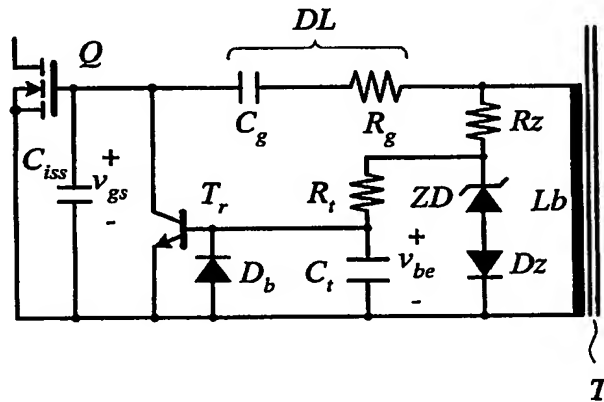 DL
Q
C_g
R_g
Rz
C_iss
+
v_gs
-
T_r
R_t
ZD
Lb
D_b
C_t
+
v_be
-
Dz
T